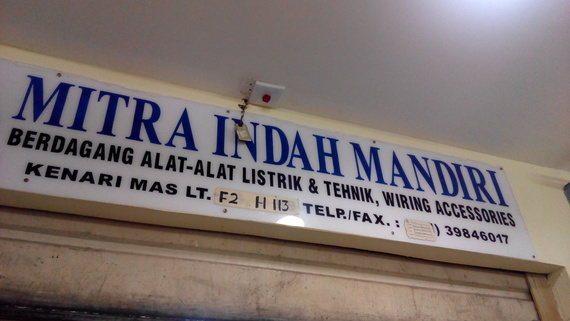 MITRA INDAH MANDIRI
BERDAGANG ALAT-ALAT LISTRIK & TEHNIK, WIRING ACCESSORIES
KENARI MAS LT. F2 H 113 TELP./FAX. : ) 39846017